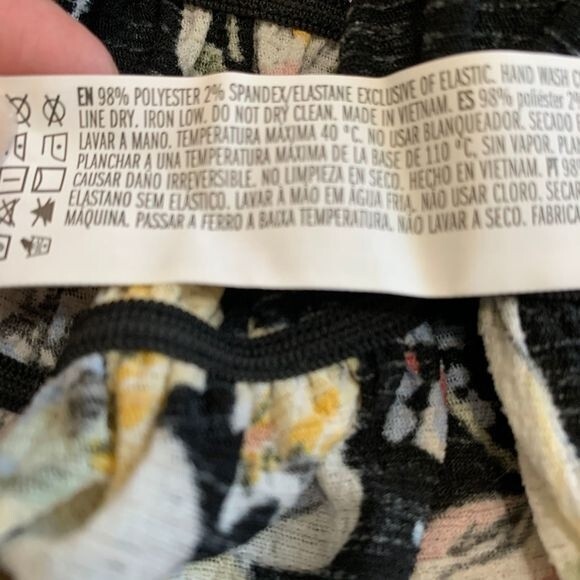 EN 98% POLYESTER 2% SPANDEX/ELASTANE EXCLUSIVE OF ELASTIC. HAND WASH
LINE DRY. IRON LOW. DO NOT DRY CLEAN. MADE IN VIETNAM. ES 98% poliéster
LAVAR A MANO. TEMPERATURA MÁXIMA 40 ºC. NO USAR BLANQUEADOR. SECADO
PLANCHAR A UNA TEMPERATURA MÁXIMA DE LA BASE DE 110 ºC, SIN VAPOR.
CAUSAR DAÑO IRREVERSIBLE. NO LIMPIEZA EN SECO. HECHO EN VIETNAM. PT 98
ELASTANO SEM ELÁSTICO. LAVAR À MÃO EM ÁGUA FRIA. NÃO USAR CLORO.
MÁQUINA. PASSAR A FERRO A BAIXA TEMPERATURA. NÃO LAVAR A SECO.